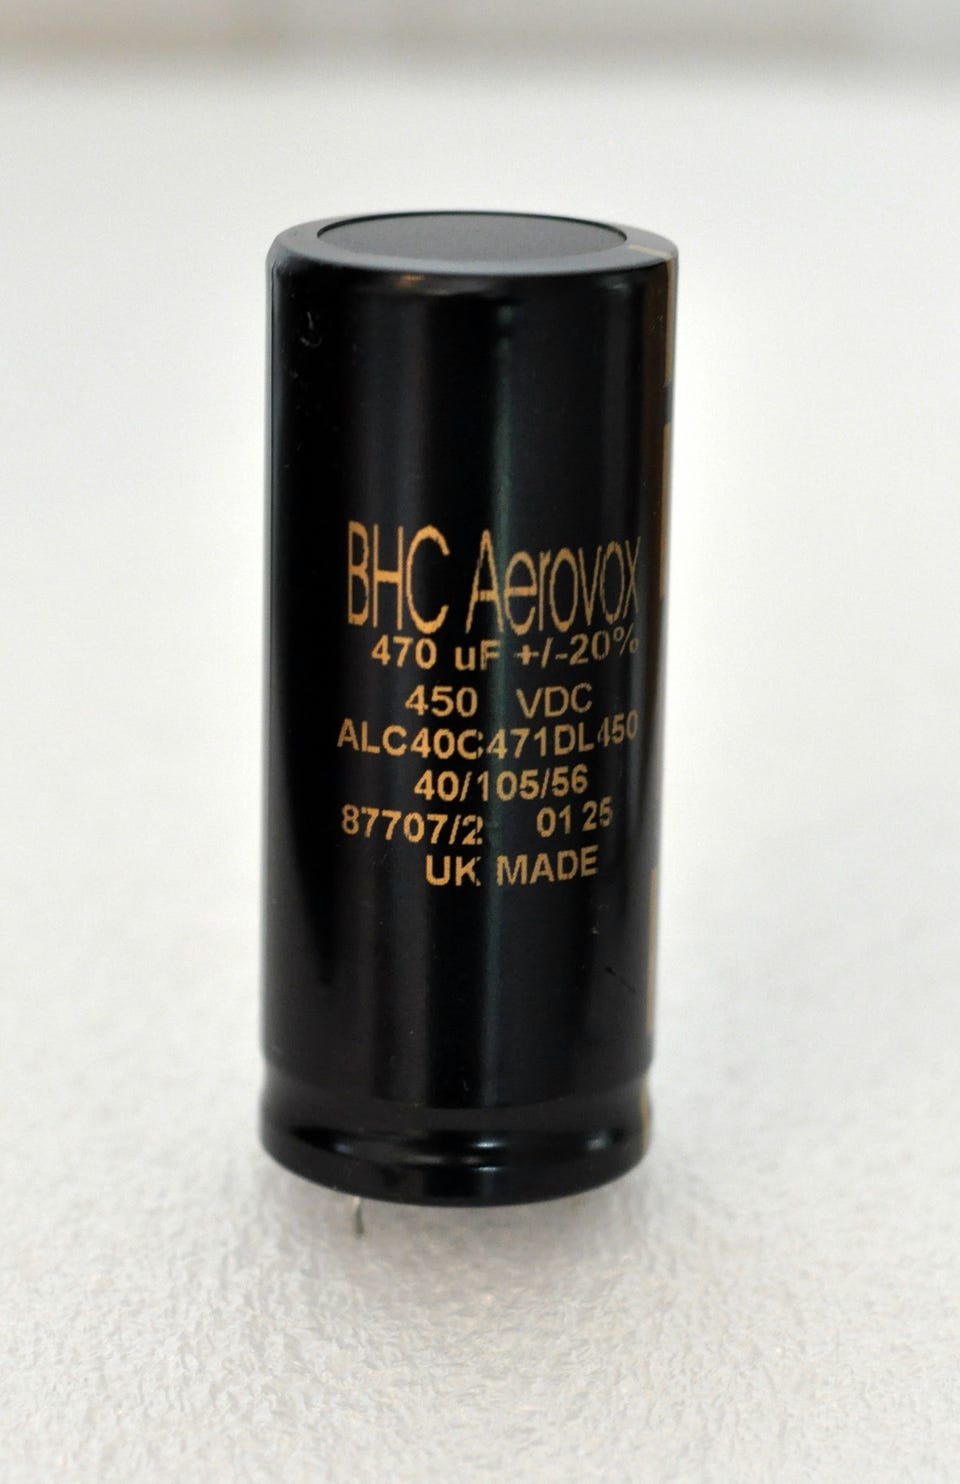 BHC Aerovox
470 uF +/-20%
450 VDC
ALC40C471DL450
40/105/56
87707/2 01 25
UK MADE